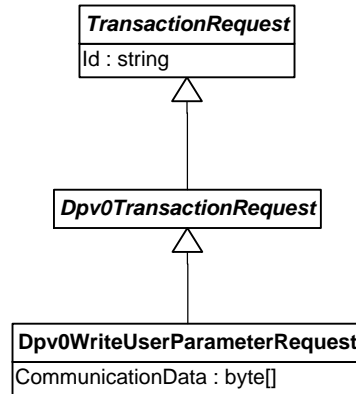 TransactionRequest
Id : string
Dpv0TransactionRequest
Dpv0WriteUserParameterRequest
CommunicationData : byte[]